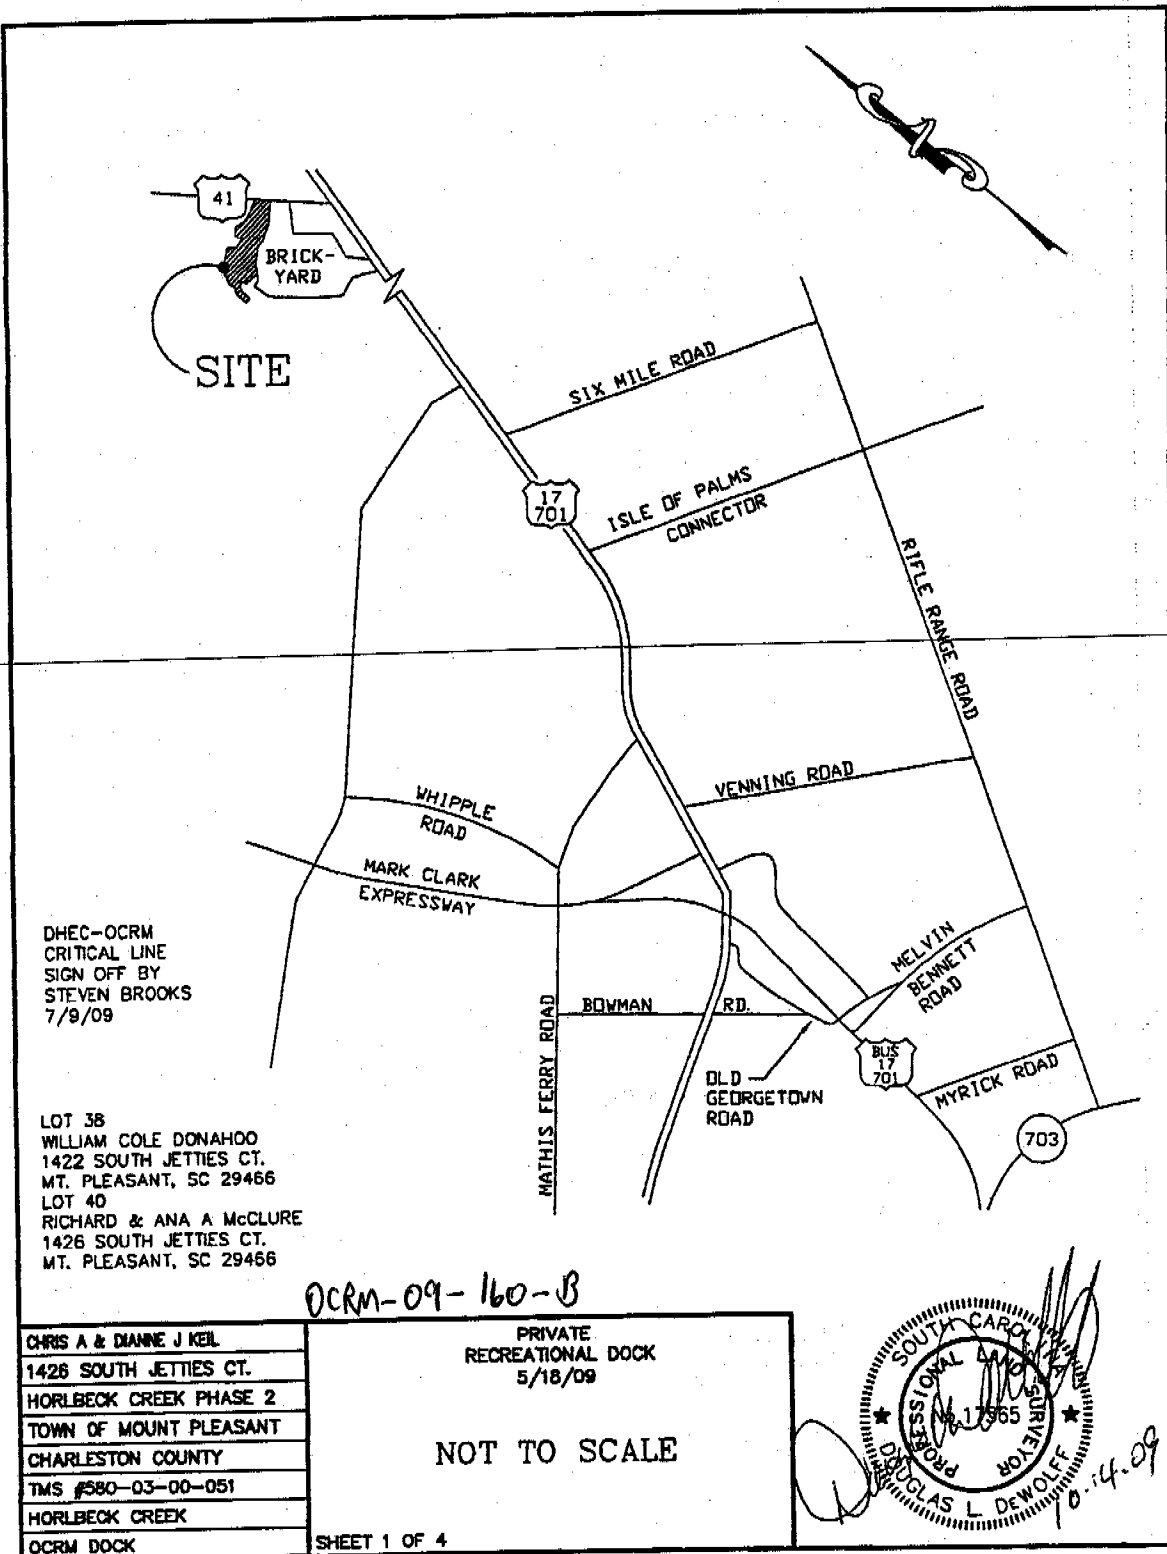 41
BRICK-
YARD
SITE
SIX MILE ROAD
17
701
ISLE OF PALMS
CONNECTOR
RIFLE RANGE ROAD
VENNING ROAD
WHIPPLE
ROAD
MARK CLARK
EXPRESSWAY
MELVIN
BENNETT
ROAD
DHEC-OCRM
CRITICAL LINE
SIGN OFF BY
STEVEN BROOKS
7/9/09
BOWMAN RD.
MATHIS FERRY ROAD
OLD
GEORGETOWN
ROAD
BUS
17
701
MYRICK ROAD
703
LOT 38
WILLIAM COLE DONAHOO
1422 SOUTH JETTIES CT.
MT. PLEASANT, SC 29466
LOT 40
RICHARD & ANA A McCLURE
1426 SOUTH JETTIES CT.
MT. PLEASANT, SC 29466
OCRM-09-160-B
CHRIS A & DIANNE J KEIL
1426 SOUTH JETTIES CT.
HORLBECK CREEK PHASE 2
TOWN OF MOUNT PLEASANT
CHARLESTON COUNTY
TMS #580-03-00-051
HORLBECK CREEK
OCRM DOCK
PRIVATE
RECREATIONAL DOCK
5/18/09
NOT TO SCALE
SHEET 1 OF 4
SOUTH CAROLINA
PROFESSIONAL LAND SURVEYOR
DOUGLAS L. DEWOLFF
10-14-09